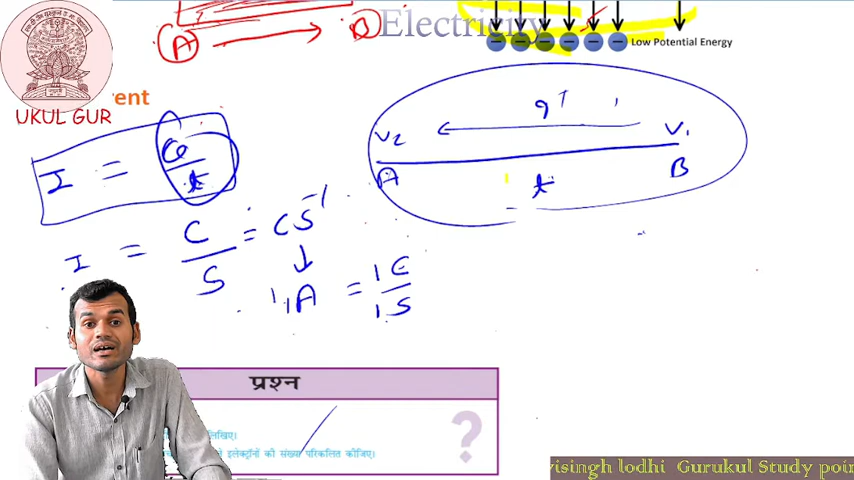 Electricity
A
B
Low Potential Energy
UKUL GUR
rent
I = Q/t
I = C/S = CS⁻¹
1A = 1C/1S
q⁺
V₂
V₁
A
B
t
प्रश्न
लिखिए।
ने इलेक्ट्रॉनों की संख्या परिकलित कीजिए।
?
visingh lodhi Gurukul Study poin